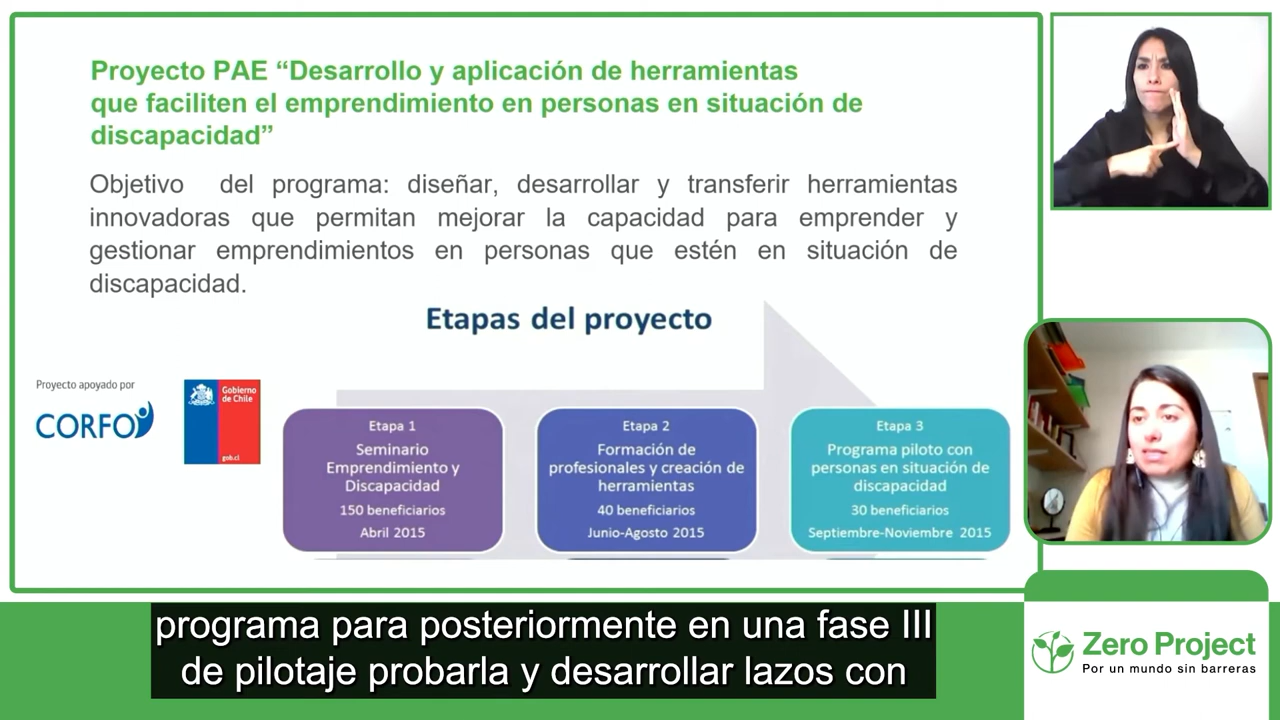 Proyecto PAE “Desarrollo y aplicación de herramientas
que faciliten el emprendimiento en personas en situación de
discapacidad”
Objetivo del programa: diseñar, desarrollar y transferir herramientas
innovadoras que permitan mejorar la capacidad para emprender y
gestionar emprendimientos en personas que estén en situación de
discapacidad.
Etapas del proyecto
Proyecto apoyado por
CORFO
Gobierno
de Chile
gob.cl
Etapa 1
Seminario
Emprendimiento y
Discapacidad
150 beneficiarios
Abril 2015
Etapa 2
Formación de
profesionales y creación de
herramientas
40 beneficiarios
Junio-Agosto 2015
Etapa 3
Programa piloto con
personas en situación de
discapacidad
30 beneficiarios
Septiembre-Noviembre 2015
programa para posteriormente en una fase III
de pilotaje probarla y desarrollar lazos con
Zero Project
Por un mundo sin barreras